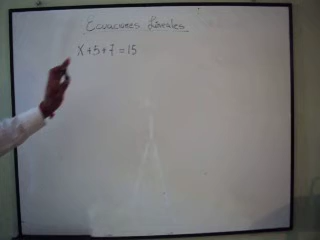 Ecuaciones Lineales
X + 5 + 7 = 15